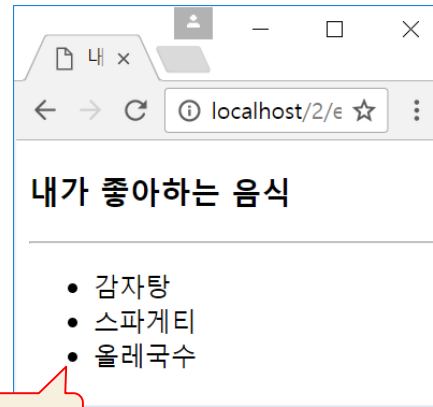 내
localhost/2/e
내가 좋아하는 음식
감자탕
스파게티
올레국수